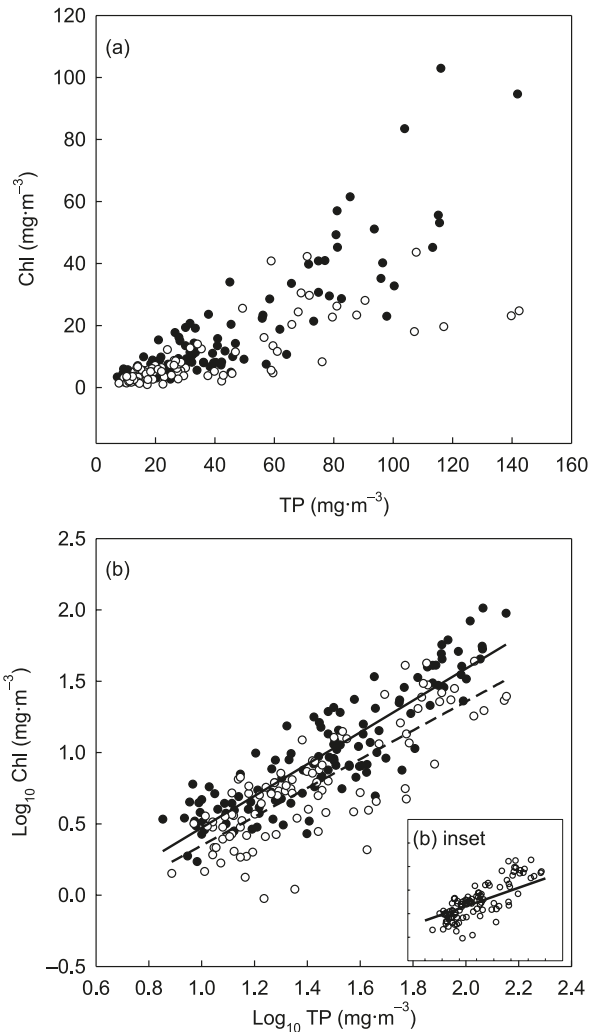 120
(a)
100
80
60
40
20
0
Chl (mg·m⁻³)
0 20 40 60 80 100 120 140 160
TP (mg·m⁻³)
2.5
(b)
2.0
1.5
1.0
0.5
0.0
–0.5
Log₁₀ Chl (mg·m⁻³)
(b) inset
0.6 0.8 1.0 1.2 1.4 1.6 1.8 2.0 2.2 2.4
Log₁₀ TP (mg·m⁻³)